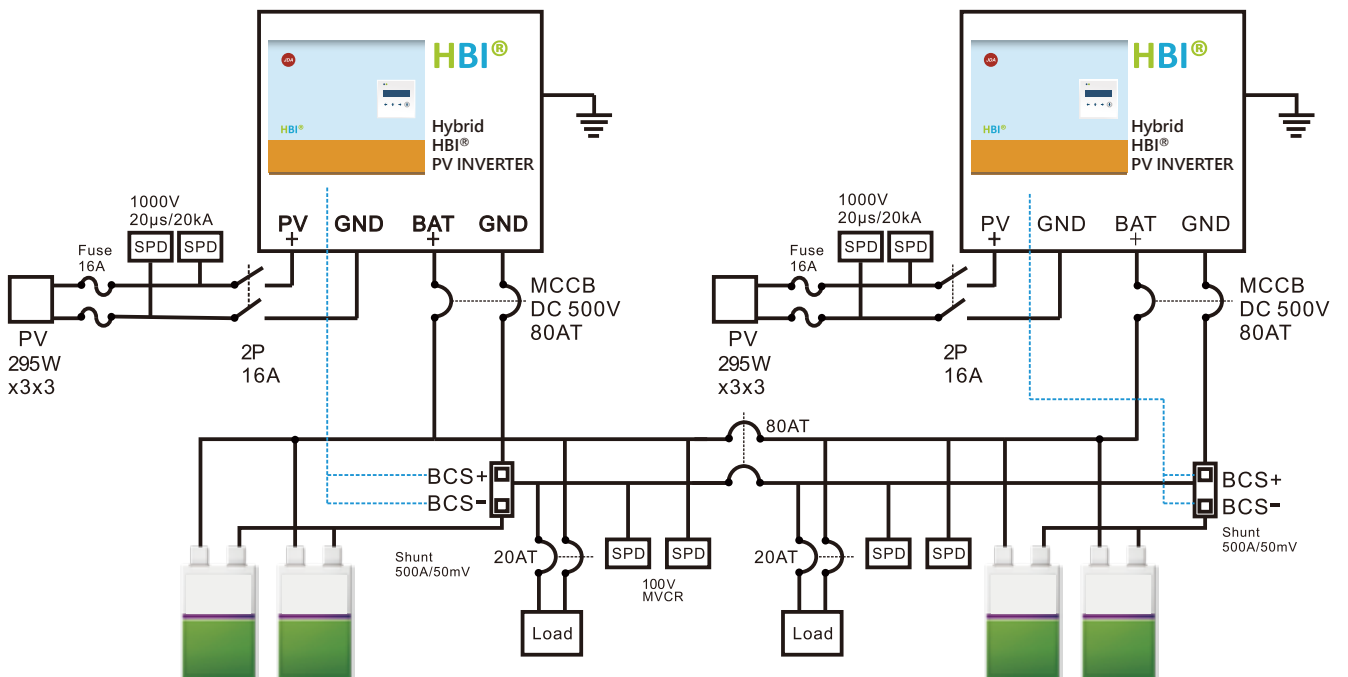 HBI®
JDA
HBI®
Hybrid
HBI®
PV INVERTER
PV
+
GND
BAT
+
GND
1000V
20µs/20kA
SPD
SPD
Fuse
16A
PV
295W
x3x3
2P
16A
MCCB
DC 500V
80AT
HBI®
JDA
HBI®
Hybrid
HBI®
PV INVERTER
PV
+
GND
BAT
+
GND
1000V
20µs/20kA
SPD
SPD
Fuse
16A
PV
295W
x3x3
2P
16A
MCCB
DC 500V
80AT
80AT
BCS+
BCS-
Shunt
500A/50mV
20AT
Load
SPD
SPD
100V
MVCR
20AT
Load
SPD
SPD
BCS+
BCS-
Shunt
500A/50mV